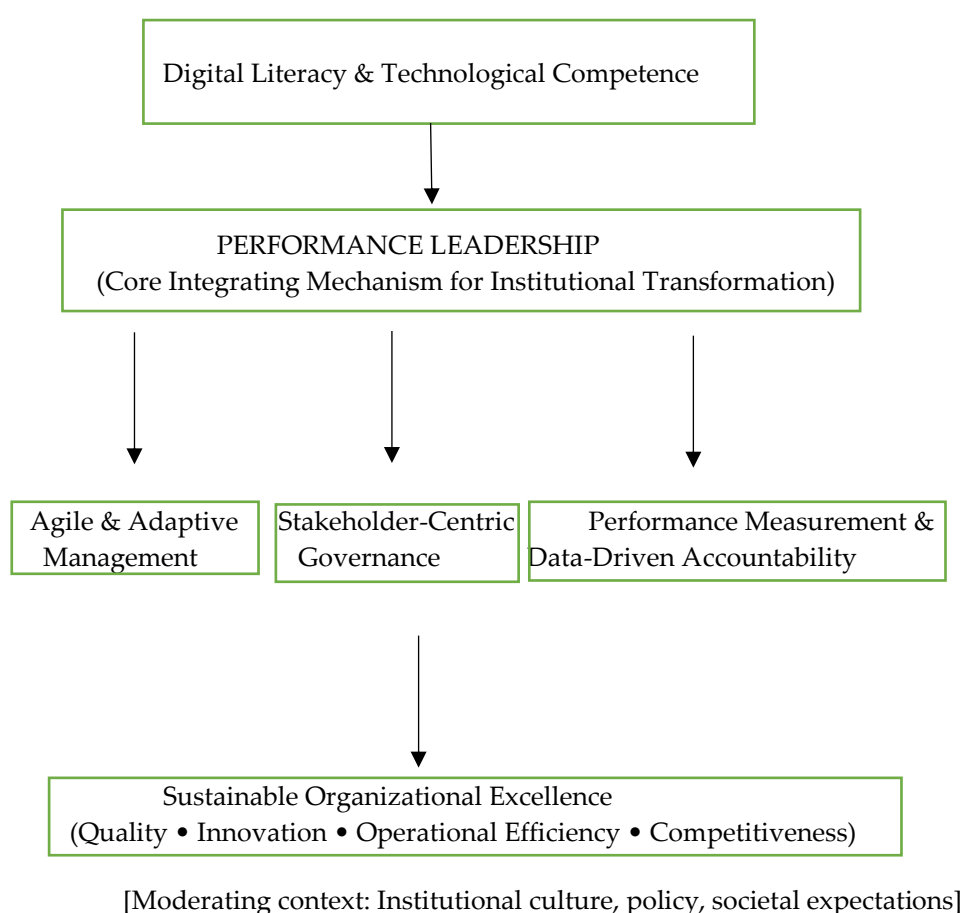 Digital Literacy & Technological Competence
PERFORMANCE LEADERSHIP
(Core Integrating Mechanism for Institutional Transformation)
Agile & Adaptive
Management
Stakeholder-Centric
Governance
Performance Measurement &
Data-Driven Accountability
Sustainable Organizational Excellence
(Quality • Innovation • Operational Efficiency • Competitiveness)
[Moderating context: Institutional culture, policy, societal expectations]